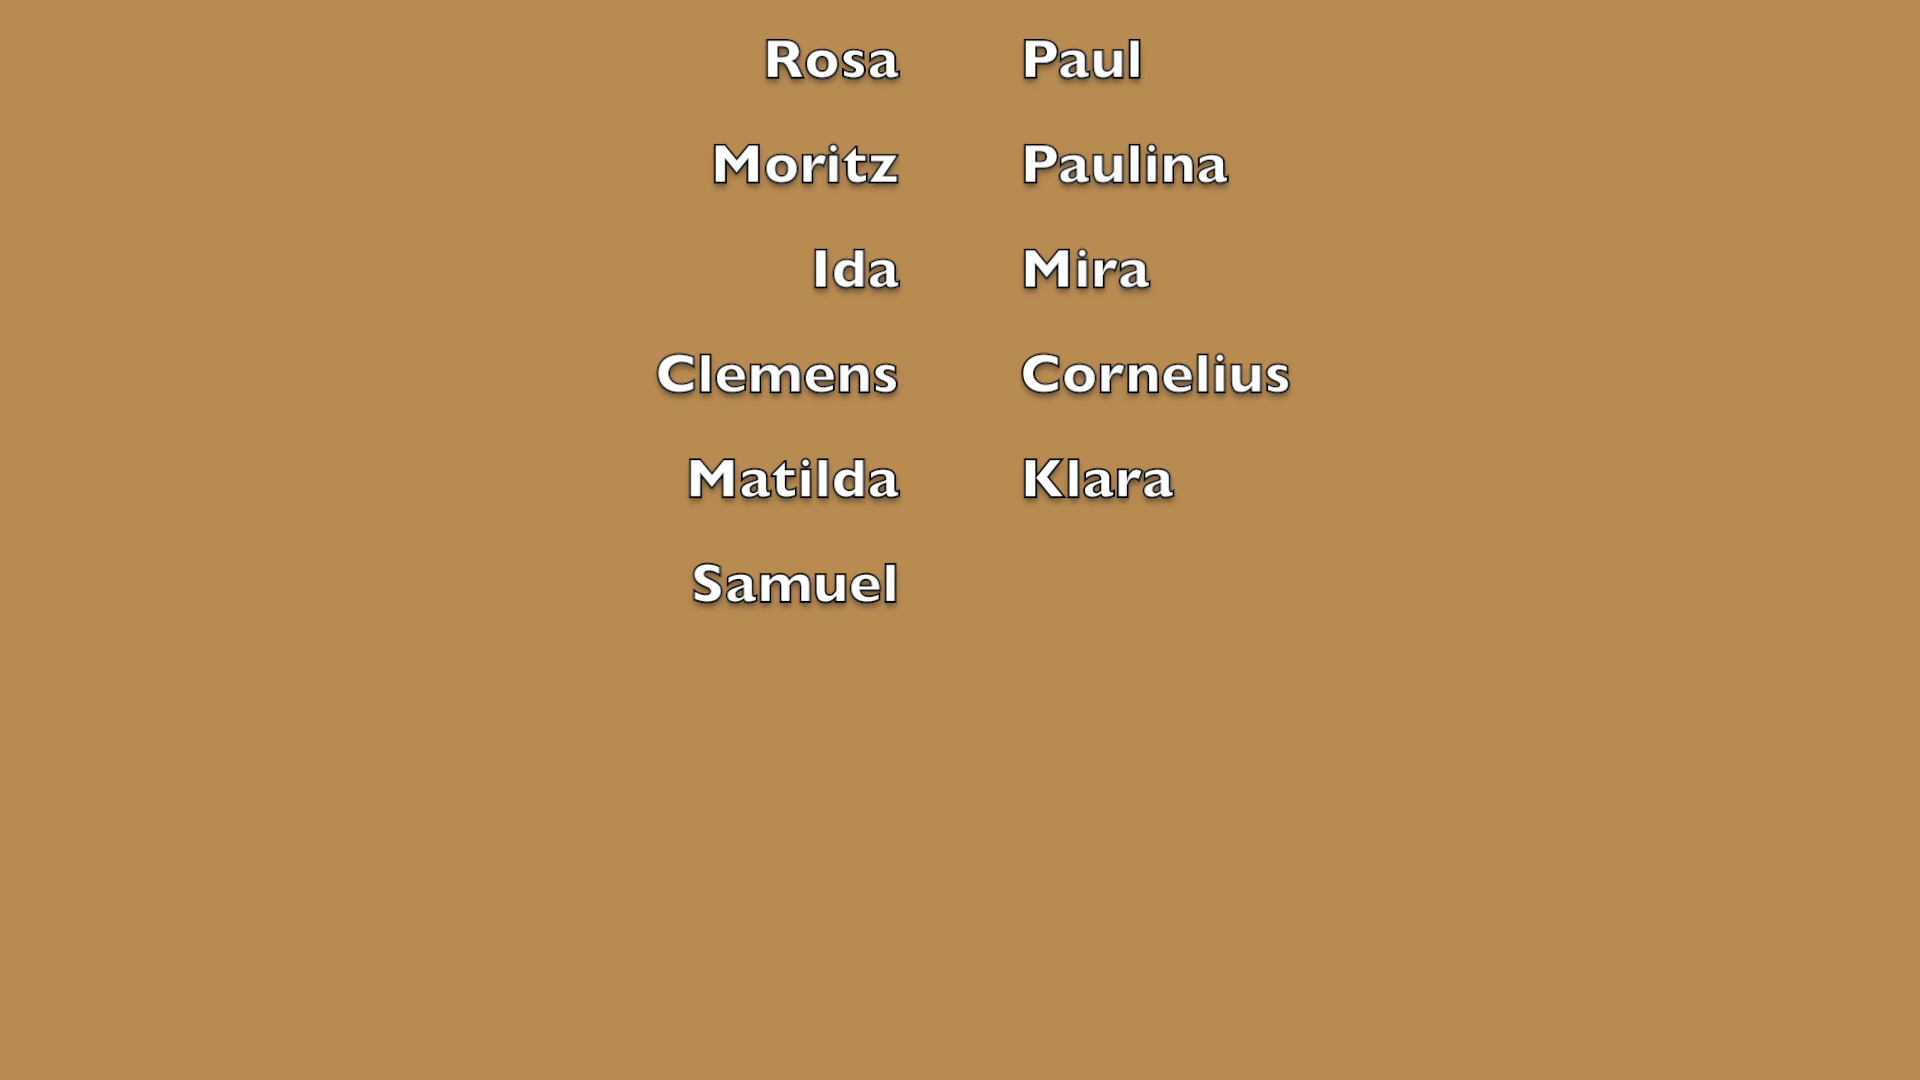 Rosa Paul
Moritz Paulina
Ida Mira
Clemens Cornelius
Matilda Klara
Samuel